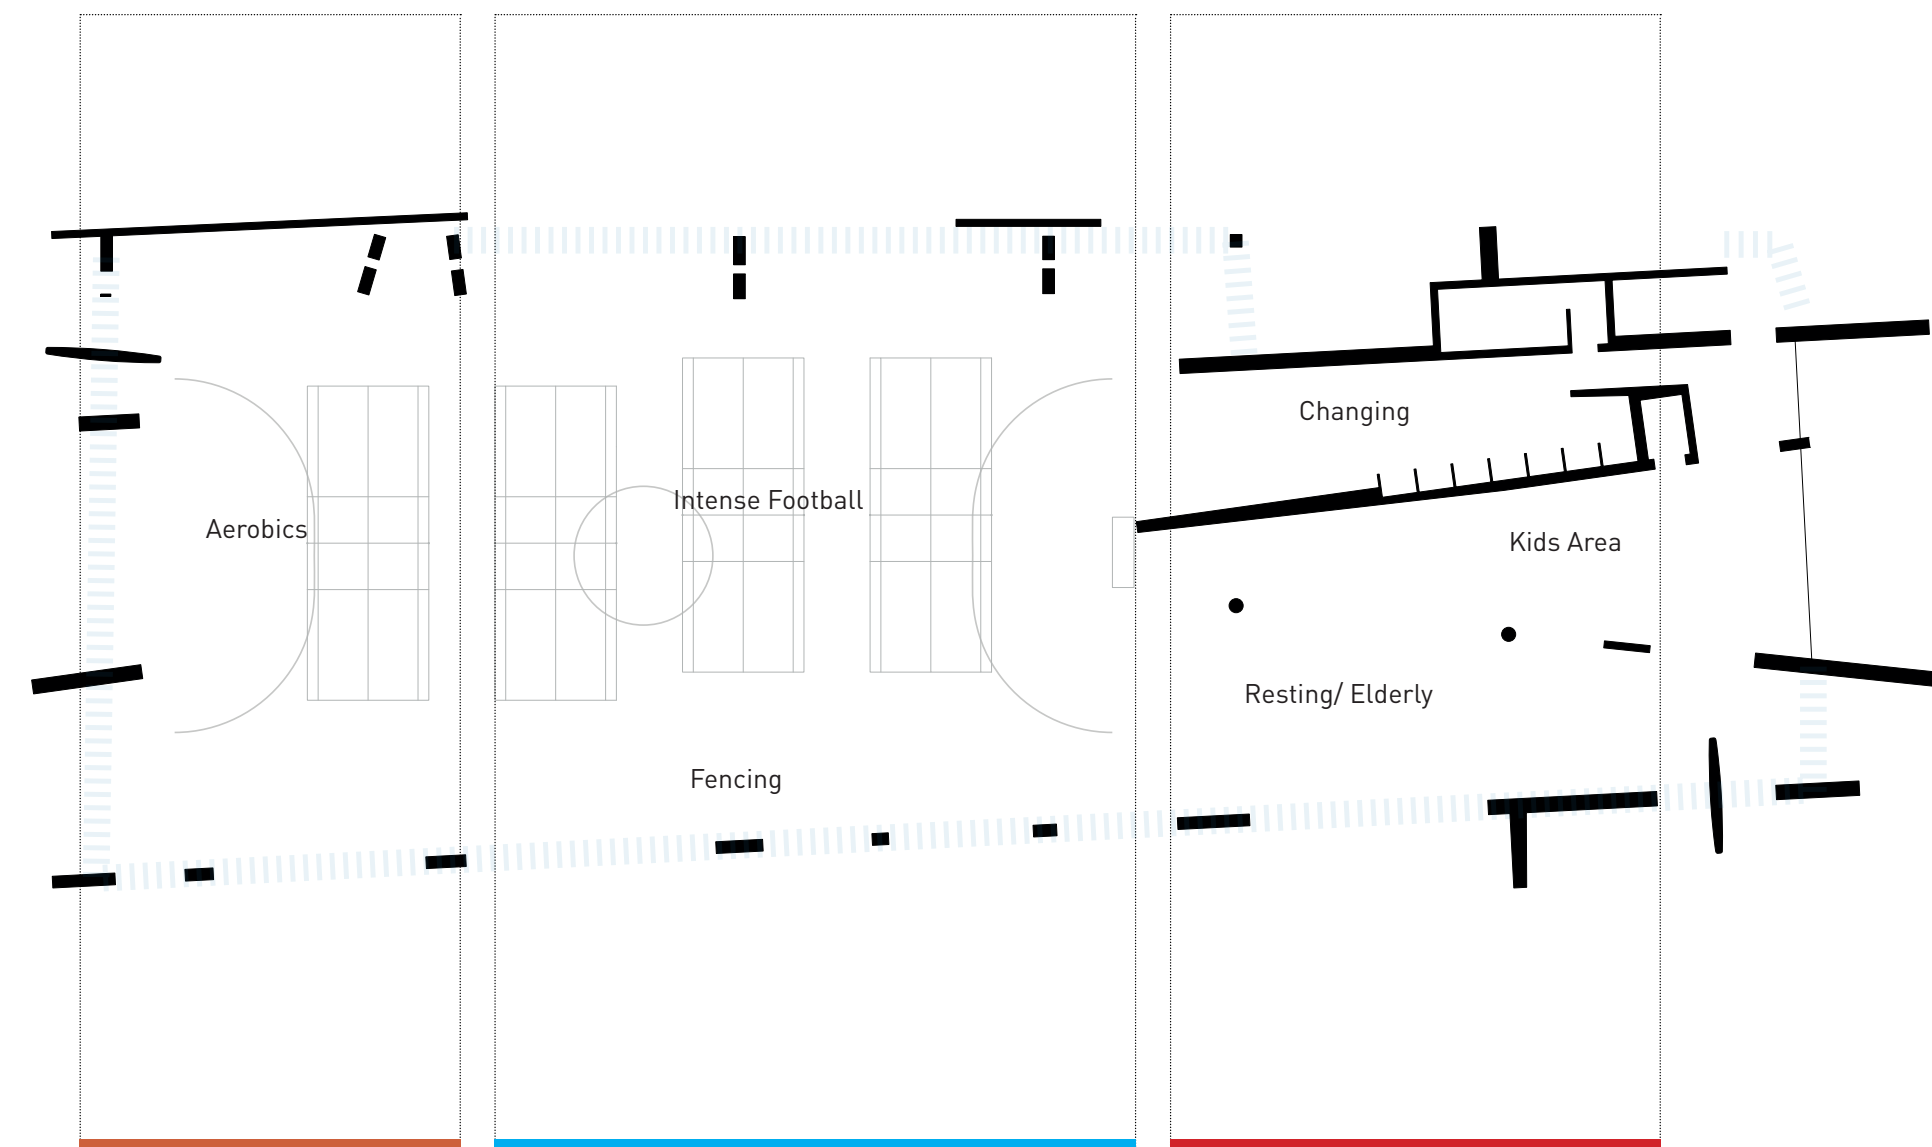 Changing
Intense Football
Aerobics
Kids Area
Resting/ Elderly
Fencing